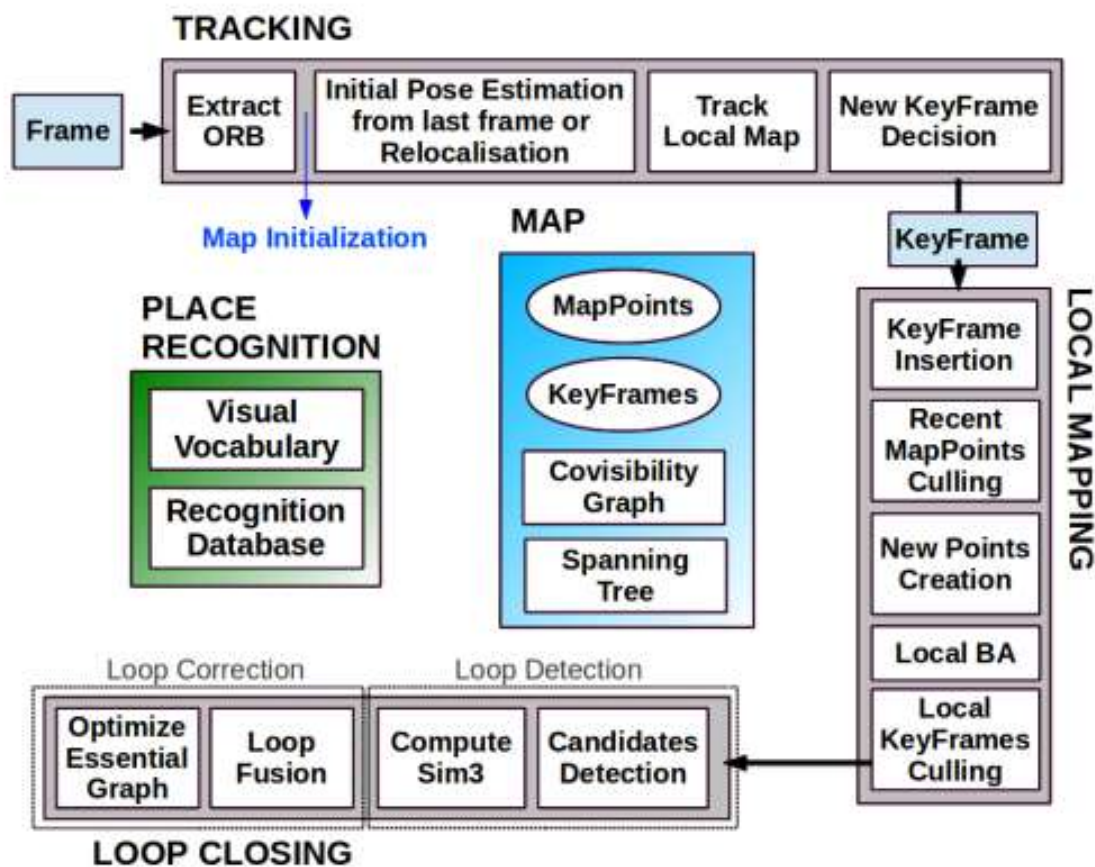 TRACKING
Frame
Extract
ORB
Initial Pose Estimation
from last frame or
Relocalisation
Track
Local Map
New KeyFrame
Decision
Map Initialization
KeyFrame
MAP
MapPoints
KeyFrames
Covisibility
Graph
Spanning
Tree
PLACE
RECOGNITION
Visual
Vocabulary
Recognition
Database
LOCAL MAPPING
KeyFrame
Insertion
Recent
MapPoints
Culling
New Points
Creation
Local BA
Local
KeyFrames
Culling
Loop Correction
Loop Detection
Optimize
Essential
Graph
Loop
Fusion
Compute
Sim3
Candidates
Detection
LOOP CLOSING